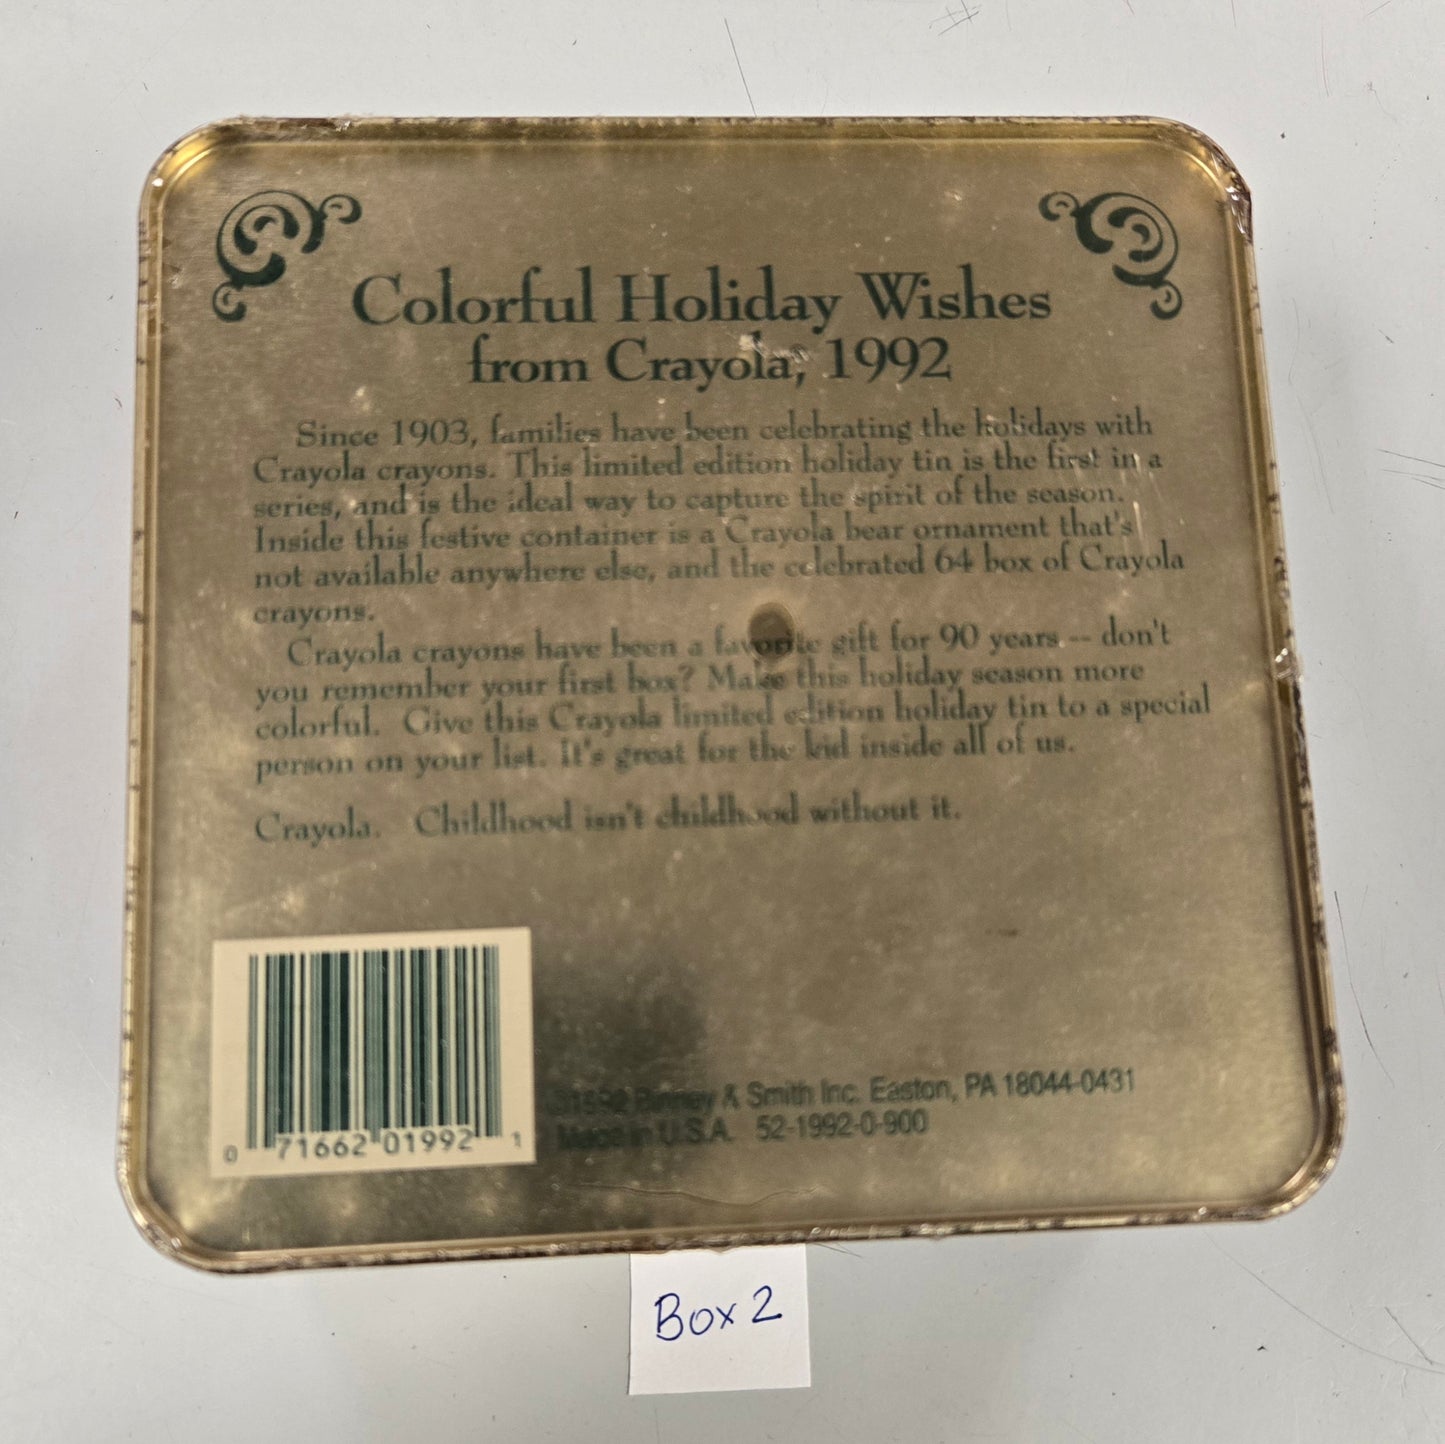 Colorful Holiday Wishes
from Crayola, 1992
Since 1903, families have been celebrating the holidays with
Crayola crayons. This limited edition holiday tin is the first in a
series, and is the ideal way to capture the spirit of the season.
Inside this festive container is a Crayola bear ornament that's
not available anywhere else, and the celebrated 64 box of Crayola
crayons.
Crayola crayons have been a favorite gift for 90 years -- don't
you remember your first box? Make this holiday season more
colorful. Give this Crayola limited edition holiday tin to a special
person on your list. It's great for the kid inside all of us.
Crayola. Childhood isn't childhood without it.
0 71662 01992 1
©1992 Binney & Smith Inc. Easton, PA 18044-0431
Made in U.S.A. 52-1992-0-900
Box 2